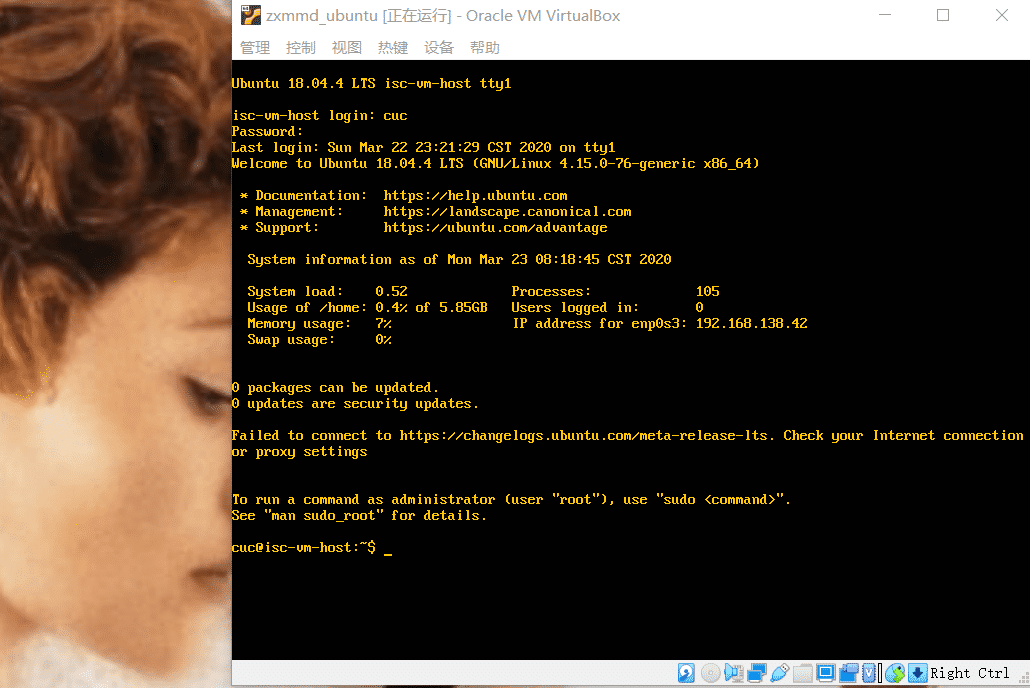 zxmmd_ubuntu [正在运行] - Oracle VM VirtualBox
管理 控制 视图 热键 设备 帮助
Ubuntu 18.04.4 LTS isc-vm-host tty1
isc-vm-host login: cuc
Password:
Last login: Sun Mar 22 23:21:29 CST 2020 on tty1
Welcome to Ubuntu 18.04.4 LTS (GNU/Linux 4.15.0-76-generic x86_64)
* Documentation: https://help.ubuntu.com
* Management: https://landscape.canonical.com
* Support: https://ubuntu.com/advantage
System information as of Mon Mar 23 08:18:45 CST 2020
System load: 0.52 Processes: 105
Usage of /home: 0.4% of 5.85GB Users logged in: 0
Memory usage: 7% IP address for enp0s3: 192.168.138.42
Swap usage: 0%
0 packages can be updated.
0 updates are security updates.
Failed to connect to https://changelogs.ubuntu.com/meta-release-lts. Check your Internet connection
or proxy settings
To run a command as administrator (user "root"), use "sudo <command>".
See "man sudo_root" for details.
cuc@isc-vm-host:~$ _
Right Ctrl